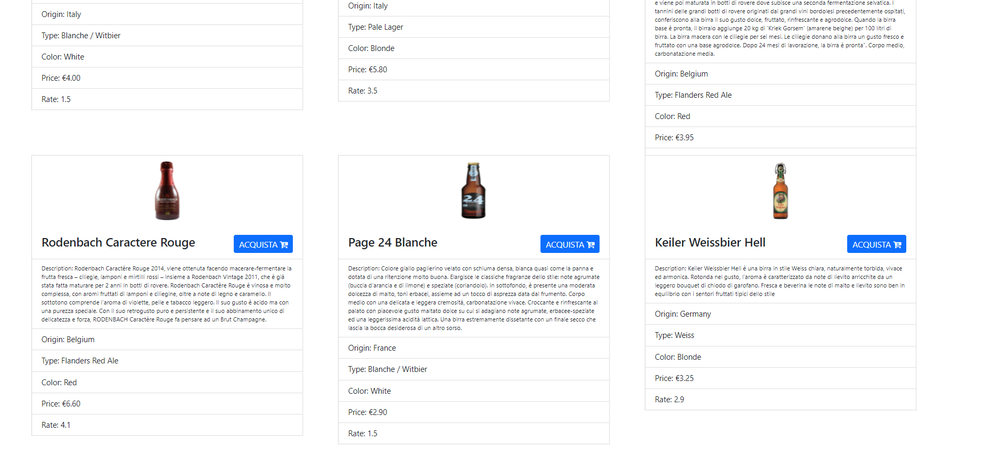 Origin: Italy
Type: Blanche / Witbier
Color: White
Price: €4.00
Rate: 1.5
Origin: Italy
Type: Pale Lager
Color: Blonde
Price: €5.80
Rate: 3.5
e viene poi maturata in botti di rovere dove subisce una seconda fermentazione selvatica. I
tannini delle grandi botti di rovere originati dai grandi vini bordolesi precedentemente ospitati,
conferiscono alla birra il suo gusto dolce, fruttato, rinfrescante e agrodolce. Quando la birra
base è pronta, il birraio aggiunge 20 kg di 'Kriek Gorsem' (amarene belghe) per 100 litri di
birra. La birra macera con le ciliegie per sei mesi. Le ciliegie donano alla birra un gusto fresco e
fruttato con una base agrodolce. Dopo 24 mesi di lavorazione, la birra è pronta”. Corpo medio,
carbonatazione media.
Origin: Belgium
Type: Flanders Red Ale
Color: Red
Price: €3.95
Rodenbach Caractere Rouge
ACQUISTA
Description: Rodenbach Caractère Rouge 2014, viene ottenuta facendo macerare-fermentare la
frutta fresca – ciliegie, lamponi e mirtilli rossi – insieme a Rodenbach Vintage 2011, che è già
stata fatta maturare per 2 anni in botti di rovere. Rodenbach Caractère Rouge è vinosa e molto
complessa, con aromi fruttati di lamponi e ciliegine, oltre a note di legno e caramello. Il
sottotono comprende l'aroma di violette, pelle e tabacco leggero. Il suo gusto è acido ma con
una purezza speciale. Con il suo retrogusto puro e persistente e il suo abbinamento unico di
delicatezza e forza, RODENBACH Caractère Rouge fa pensare ad un Brut Champagne.
Origin: Belgium
Type: Flanders Red Ale
Color: Red
Price: €6.60
Rate: 4.1
24
Page 24 Blanche
ACQUISTA
Description: Colore giallo paglierino velato con schiuma densa, bianca quasi come la panna e
dotata di una ritenzione molto buona. Elargisce le classiche fragranze dello stile: note agrumate
(buccia d'arancia e di limone) e speziate (coriandolo). In sottofondo, è presente una moderata
dolcezza di malto, toni erbacei, assieme ad un tocco di asprezza data dal frumento. Corpo
medio con una delicata e leggera cremosità, carbonatazione vivace. Croccante e rinfrescante al
palato con piacevole gusto maltato dolce su cui si adagiano note agrumate, erbacee-speziate
ed una leggerissima acidità lattica. Una birra estremamente dissetante con un finale secco che
lascia la bocca desiderosa di un altro sorso.
Origin: France
Type: Blanche / Witbier
Color: White
Price: €2.90
Rate: 1.5
Keiler Weissbier Hell
ACQUISTA
Description: Keiler Weissbier Hell è una birra in stile Weiss chiara, naturalmente torbida, vivace
ed armonica. Rotonda nel gusto, l'aroma è caratterizzato da note di lievito arricchite da un
leggero bouquet di chiodo di garofano. Fresca e beverina le note di malto e lievito sono ben in
equilibrio con i sentori fruttati tipici dello stile
Origin: Germany
Type: Weiss
Color: Blonde
Price: €3.25
Rate: 2.9